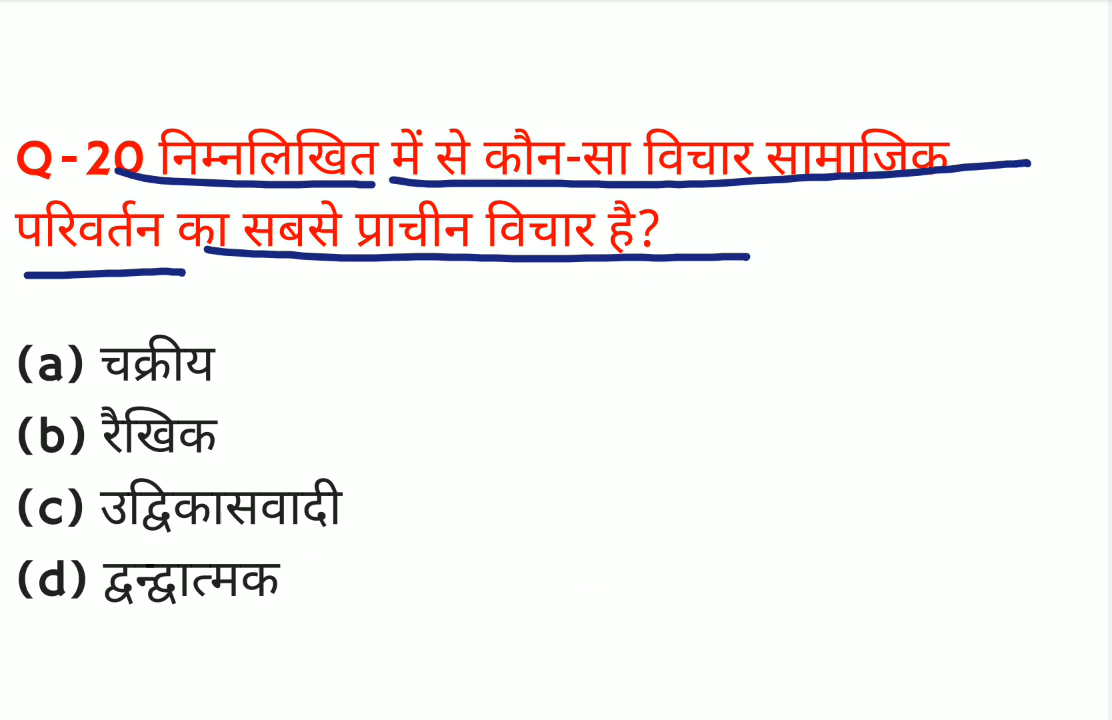 Q-20 निम्नलिखित में से कौन-सा विचार सामाजिक
परिवर्तन का सबसे प्राचीन विचार है?
(a) चक्रीय
(b) रैखिक
(c) उद्विकासवादी
(d) द्वन्द्वात्मक